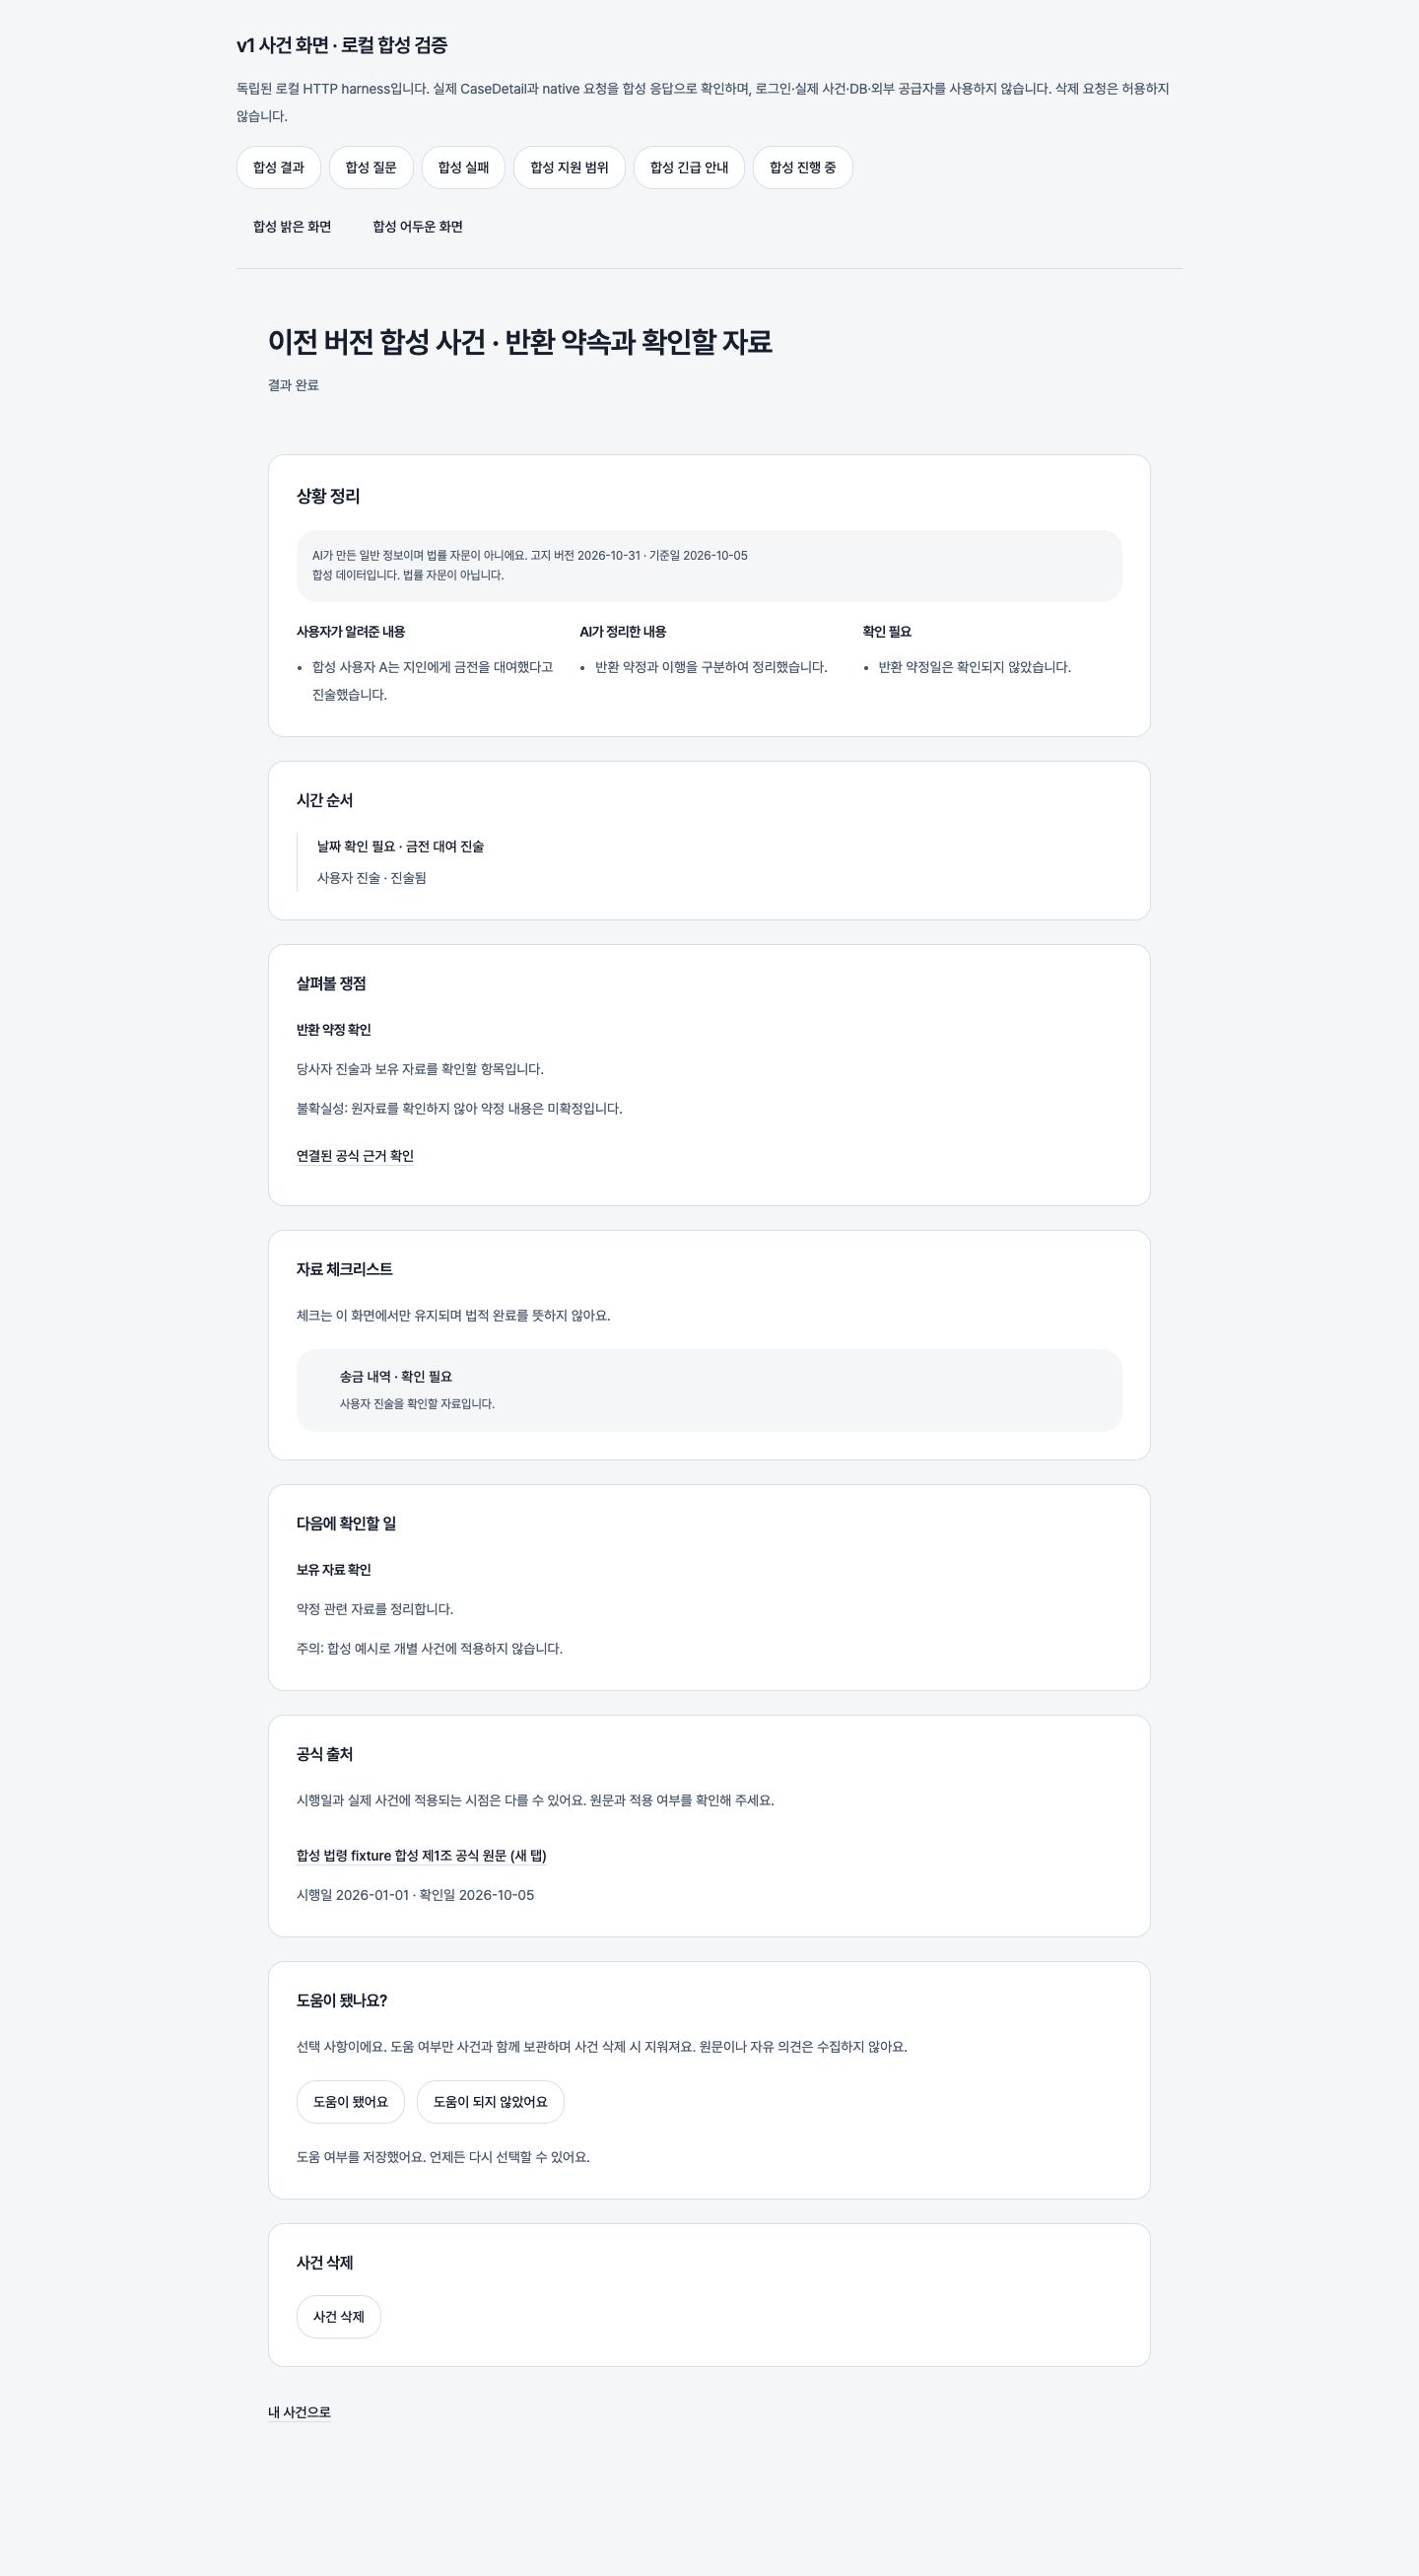 v1 사건 화면 · 로컬 합성 검증
독립된 로컬 HTTP harness입니다. 실제 CaseDetail과 native 요청을 합성 응답으로 확인하며, 로그인·실제 사건·DB·외부 공급자를 사용하지 않습니다. 삭제 요청은 허용하지
않습니다.
합성 결과 합성 질문 합성 실패 합성 지원 범위 합성 긴급 안내 합성 진행 중
합성 밝은 화면 합성 어두운 화면
이전 버전 합성 사건 · 반환 약속과 확인할 자료
결과 완료
상황 정리
AI가 만든 일반 정보이며 법률 자문이 아니에요. 고지 버전 2026-10-31 · 기준일 2026-10-05
합성 데이터입니다. 법률 자문이 아닙니다.
사용자가 알려준 내용
• 합성 사용자 A는 지인에게 금전을 대여했다고
진술했습니다.
AI가 정리한 내용
• 반환 약정과 이행을 구분하여 정리했습니다.
확인 필요
• 반환 약정일은 확인되지 않았습니다.
시간 순서
날짜 확인 필요 · 금전 대여 진술
사용자 진술 · 진술됨
살펴볼 쟁점
반환 약정 확인
당사자 진술과 보유 자료를 확인할 항목입니다.
불확실성: 원자료를 확인하지 않아 약정 내용은 미확정입니다.
연결된 공식 근거 확인
자료 체크리스트
체크는 이 화면에서만 유지되며 법적 완료를 뜻하지 않아요.
송금 내역 · 확인 필요
사용자 진술을 확인할 자료입니다.
다음에 확인할 일
보유 자료 확인
약정 관련 자료를 정리합니다.
주의: 합성 예시로 개별 사건에 적용하지 않습니다.
공식 출처
시행일과 실제 사건에 적용되는 시점은 다를 수 있어요. 원문과 적용 여부를 확인해 주세요.
합성 법령 fixture 합성 제1조 공식 원문 (새 탭)
시행일 2026-01-01 · 확인일 2026-10-05
도움이 됐나요?
선택 사항이에요. 도움 여부만 사건과 함께 보관하며 사건 삭제 시 지워져요. 원문이나 자유 의견은 수집하지 않아요.
도움이 됐어요 도움이 되지 않았어요
도움 여부를 저장했어요. 언제든 다시 선택할 수 있어요.
사건 삭제
사건 삭제
내 사건으로